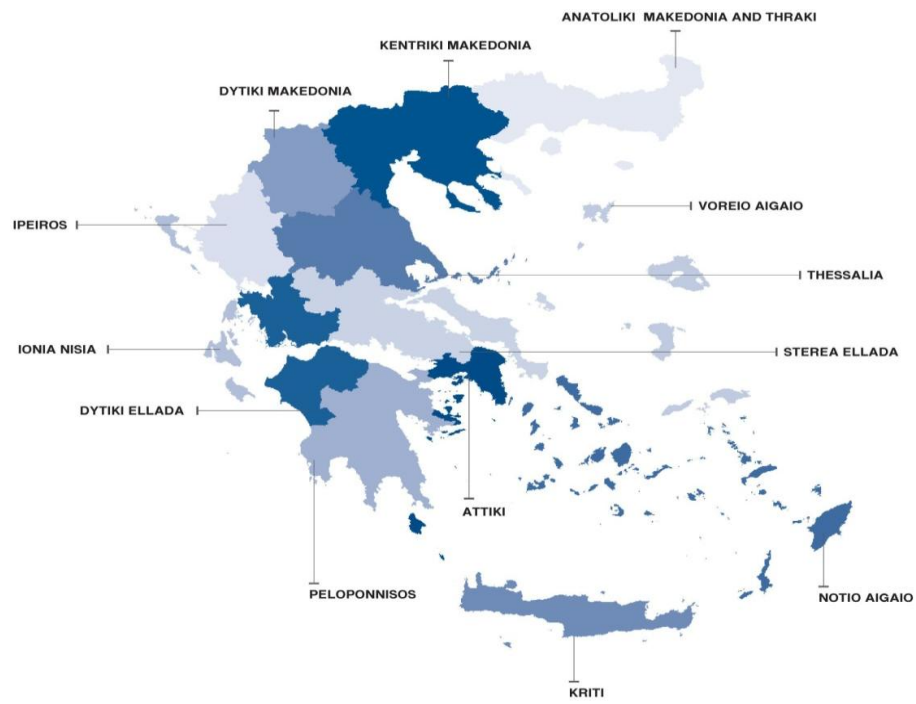 ANATOLIKI MAKEDONIA AND THRAKI
KENTRIKI MAKEDONIA
DYTIKI MAKEDONIA
VOREIO AIGAIO
IPEIROS
THESSALIA
IONIA NISIA
STEREA ELLADA
DYTIKI ELLADA
ATTIKI
PELOPONNISOS
NOTIO AIGAIO
KRITI